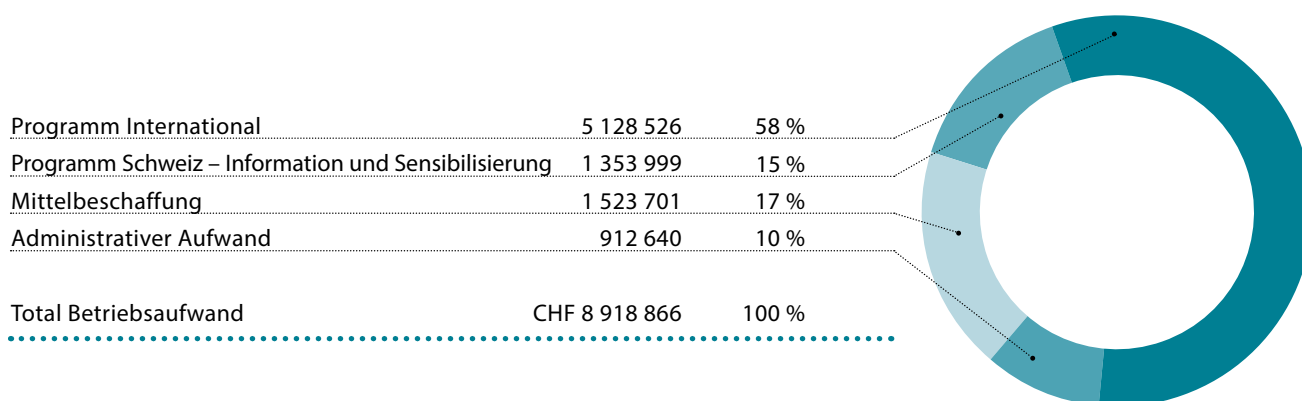 Programm International 5 128 526 58 %
Programm Schweiz – Information und Sensibilisierung 1 353 999 15 %
Mittelbeschaffung 1 523 701 17 %
Administrativer Aufwand 912 640 10 %
Total Betriebsaufwand CHF 8 918 866 100 %